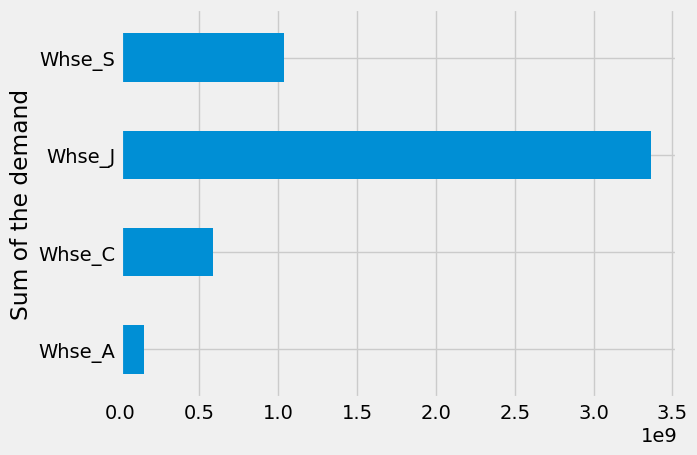 Sum of the demand
Whse_S
Whse_J
Whse_C
Whse_A
0.0 0.5 1.0 1.5 2.0 2.5 3.0 3.5
1e9